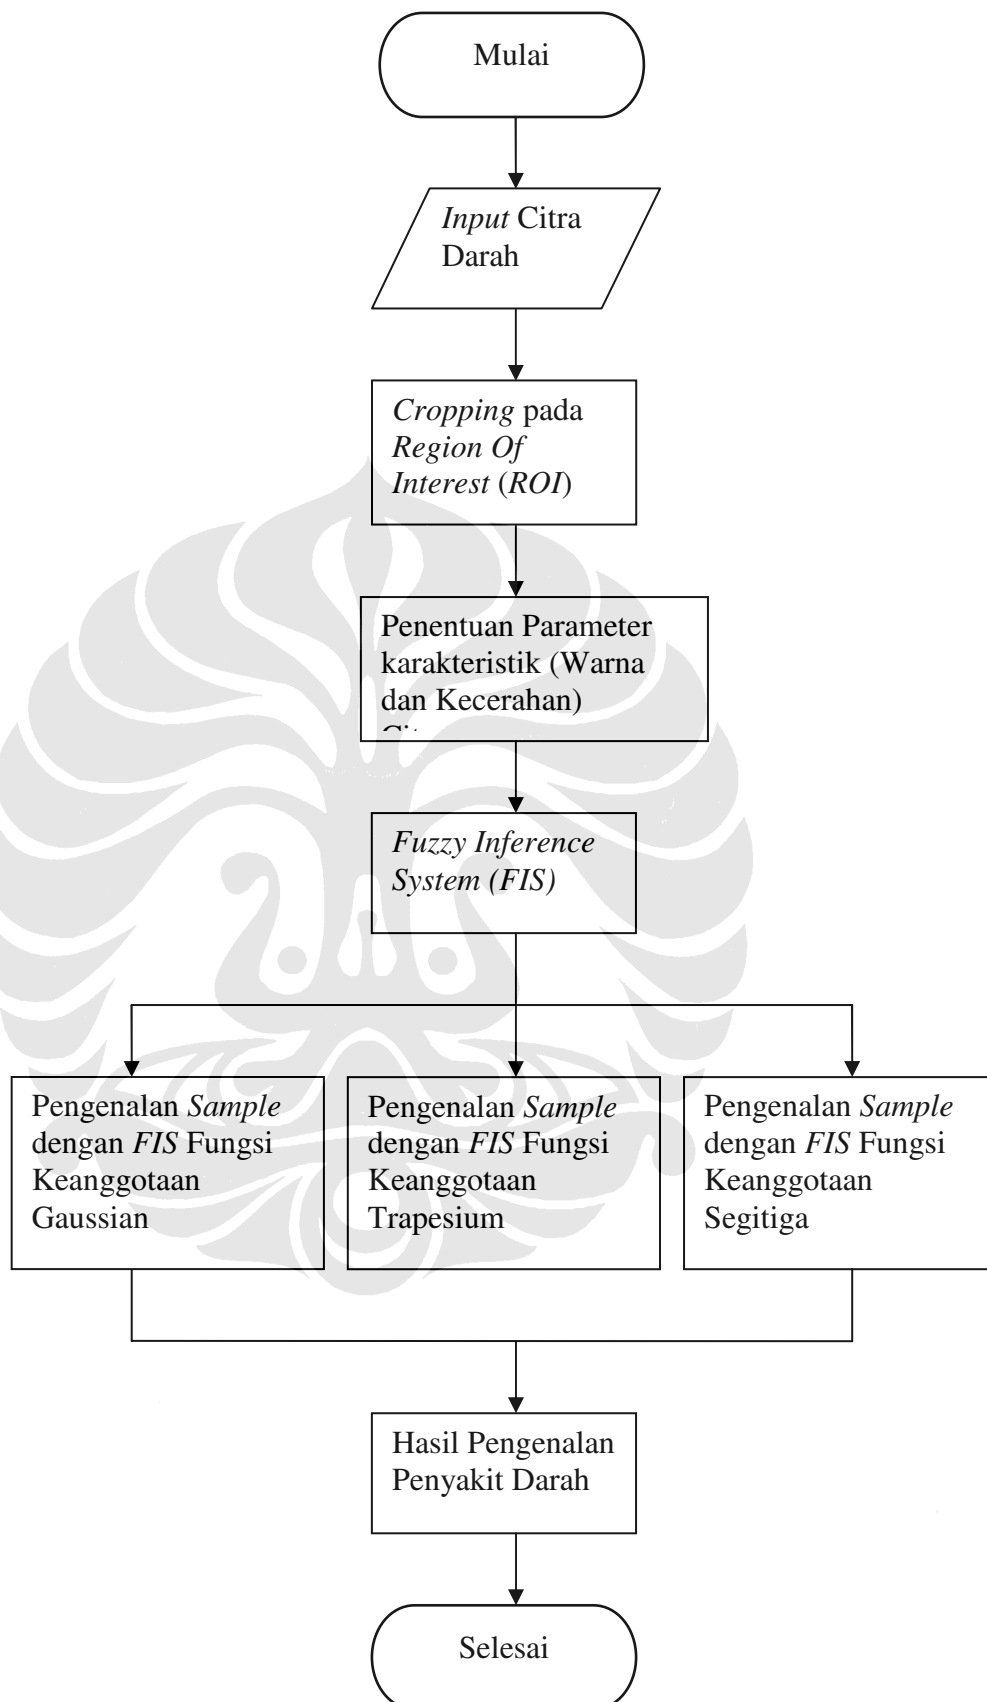 Mulai
Input Citra
Darah
Cropping pada
Region Of
Interest (ROI)
Penentuan Parameter
karakteristik (Warna
dan Kecerahan)
Fuzzy Inference
System (FIS)
Pengenalan Sample
dengan FIS Fungsi
Keanggotaan
Gaussian
Pengenalan Sample
dengan FIS Fungsi
Keanggotaan
Trapesium
Pengenalan Sample
dengan FIS Fungsi
Keanggotaan
Segitiga
Hasil Pengenalan
Penyakit Darah
Selesai